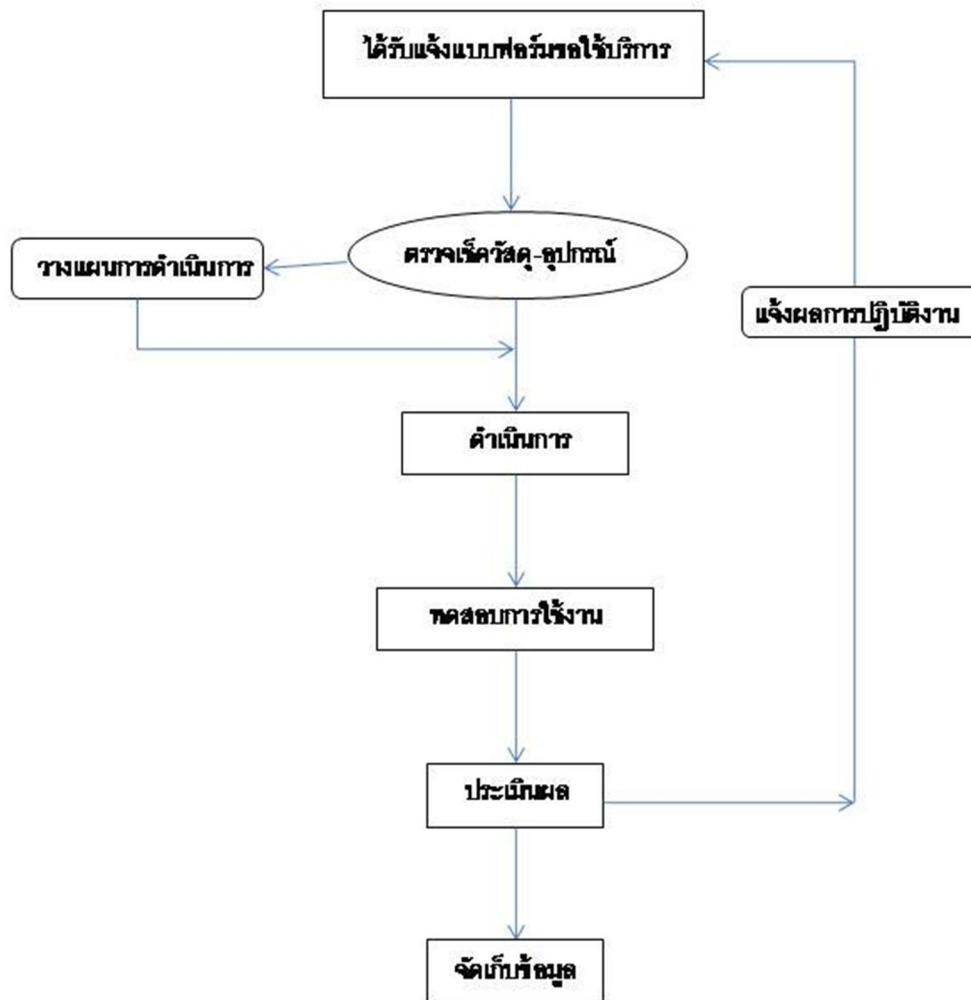 ได้รับแจ้งแบบฟอร์มขอใช้บริการ
ตรวจเช็ควัสดุ-อุปกรณ์
วางแผนการดำเนินการ
แจ้งผลการปฏิบัติงาน
ดำเนินการ
ทดสอบการใช้งาน
ประเมินผล
จัดเก็บข้อมูล